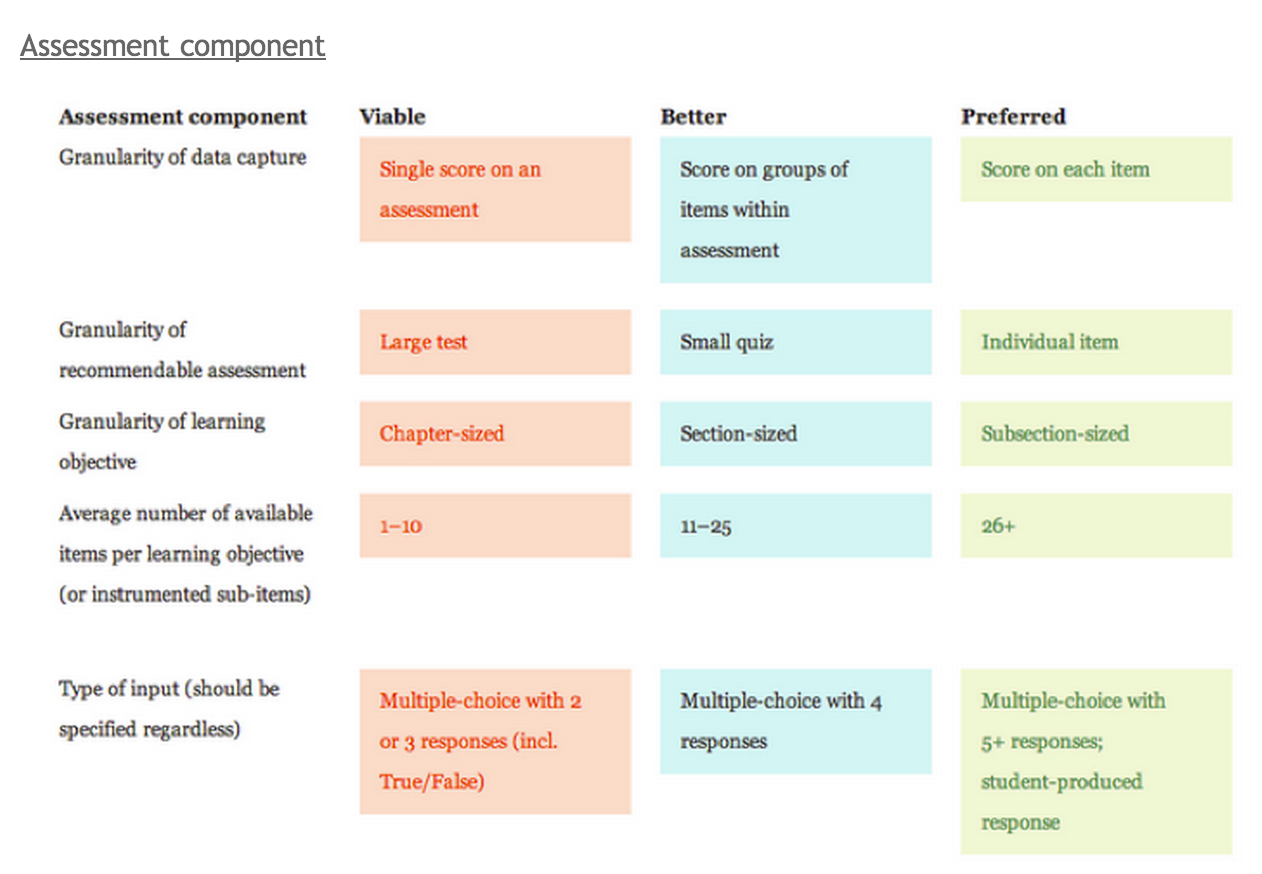 Assessment component
Assessment component Viable Better Preferred
Granularity of data capture
Single score on an
assessment
Score on groups of
items within
assessment
Score on each item
Granularity of
recommendable assessment
Large test
Small quiz
Individual item
Granularity of learning
objective
Chapter-sized
Section-sized
Subsection-sized
Average number of available
items per learning objective
(or instrumented sub-items)
1–10
11–25
26+
Type of input (should be
specified regardless)
Multiple-choice with 2
or 3 responses (incl.
True/False)
Multiple-choice with 4
responses
Multiple-choice with
5+ responses;
student-produced
response